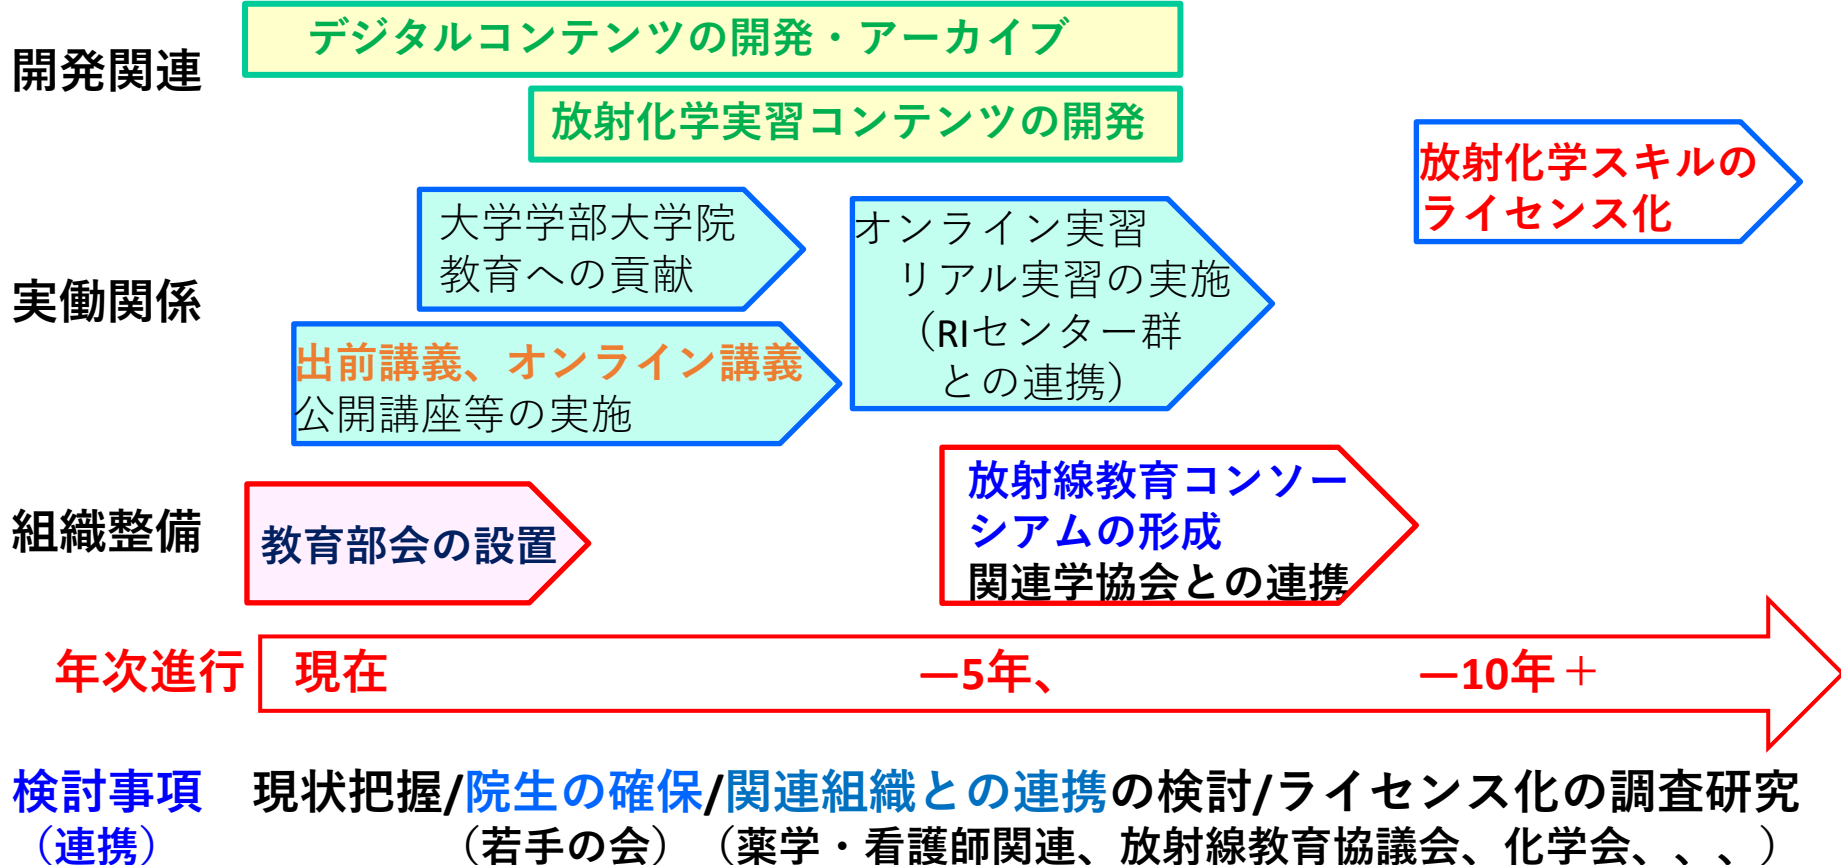 デジタルコンテンツの開発・アーカイブ
開発関連
放射化学実習コンテンツの開発
放射化学スキルの
ライセンス化
大学学部大学院
教育への貢献
オンライン実習
リアル実習の実施
（RIセンター群
との連携）
実働関係
出前講義、オンライン講義
公開講座等の実施
放射線教育コンソー
シアムの形成
関連学協会との連携
組織整備
教育部会の設置
年次進行 現在 ―5年、 ―10年＋
検討事項 現状把握/院生の確保/関連組織との連携の検討/ライセンス化の調査研究
（連携） （若手の会）（薬学・看護師関連、放射線教育協議会、化学会、、、）